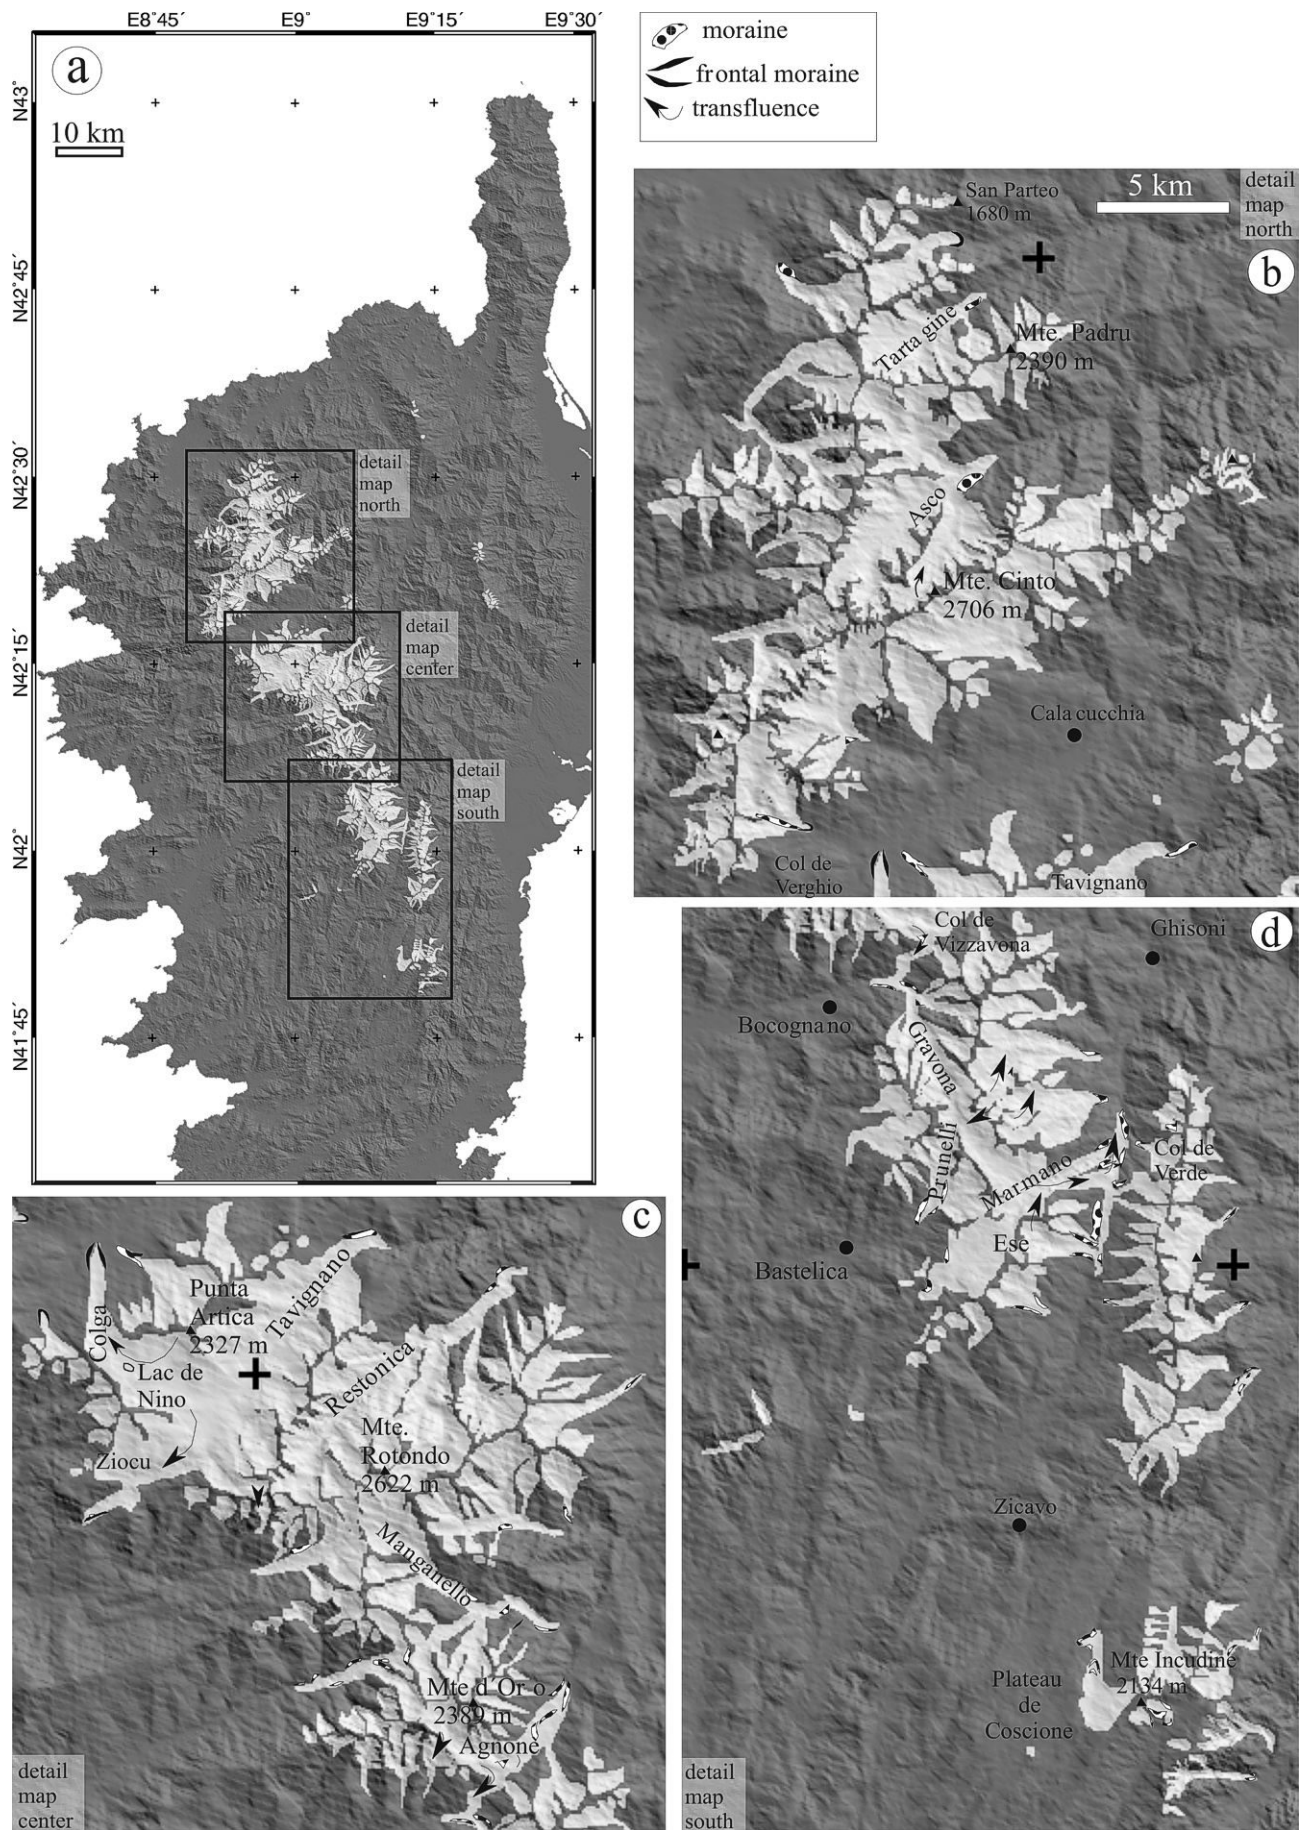 E8°45´
E9°
E9°15´
E9°30´
a
N43°
10 km
N42°45´
N42°30´
N42°15´
N42°
N41°45´
detail
map
north
detail
map
center
detail
map
south
moraine
frontal moraine
transfluence
San Parteo
1680 m
5 km
detail
map
north
b
Tarta gine
Mte. Padru
2390 m
Asco
Mte. Cinto
2706 m
Cala cucchia
Col de
Verghio
Tavignano
c
Punta
Artica
2327 m
Tavignano
Colga
Lac de
Nino
Restonica
Mte.
Rotondo
2622 m
Ziocu
Manganello
Mte d´Or o
2389 m
Agnone
detail
map
center
d
Col de
Vizzavona
Ghisoni
Bocognano
Gravona
Prunelli
Marmano
Col de
Verde
Ese
Bastelica
Zicavo
Mte Incudine
2134 m
Plateau
de
Coscione
detail
map
south